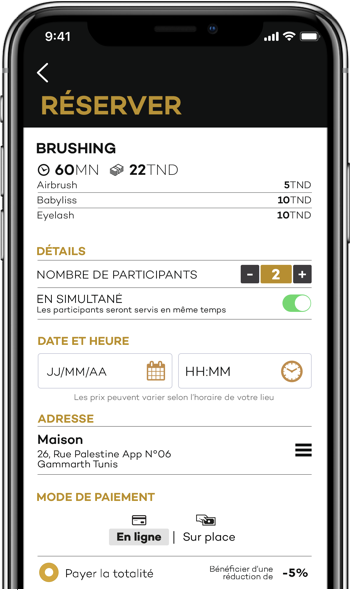 9:41
RÉSERVER
BRUSHING
60MN 22TND
Airbrush 5TND
Babyliss 10TND
Eyelash 10TND
DÉTAILS
NOMBRE DE PARTICIPANTS - 2 +
EN SIMULTANÉ
Les participants seront servis en même temps
DATE ET HEURE
JJ/MM/AA HH:MM
Les prix peuvent varier selon l'horaire de votre lieu
ADRESSE
Maison
26, Rue Palestine App N°06
Gammarth Tunis
MODE DE PAIEMENT
En ligne | Sur place
Payer la totalité Bénéficier d'une réduction de -5%